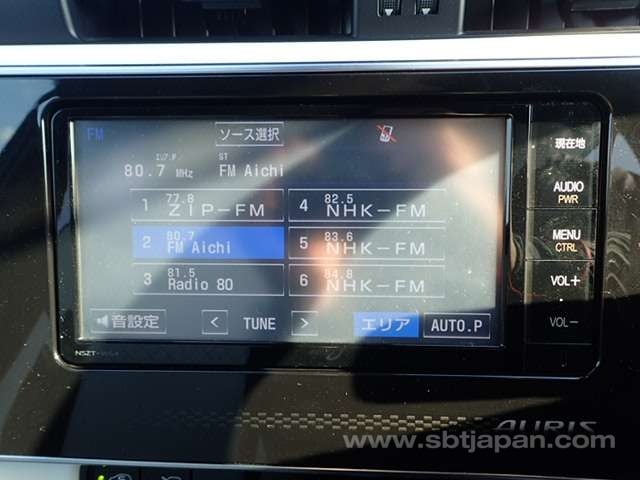 FM
ソース選択
エリア
80.7 MHz
ST
FM Aichi
1 77.8 ZIP-FM
4 82.5 NHK-FM
2 80.7 FM Aichi
5 83.6 NHK-FM
3 81.5 Radio 80
6 84.8 NHK-FM
音設定
< TUNE >
エリア
AUTO.P
現在地
AUDIO
PWR
MENU
CTRL
VOL+
VOL-
AURIS
www.sbtjapan.com